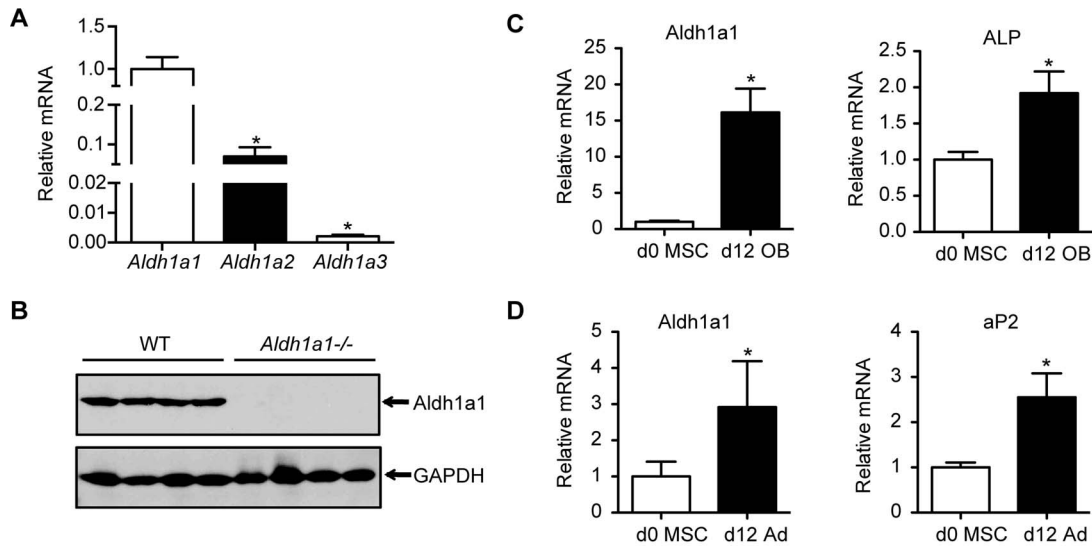 A
Relative mRNA
1.5
1.0
0.2
0.1
0.02
0.01
0.00
*
*
Aldh1a1 Aldh1a2 Aldh1a3
B
WT Aldh1a1-/-
Aldh1a1
GAPDH
C
Aldh1a1
Relative mRNA
25
20
15
10
5
0
*
d0 MSC d12 OB
ALP
Relative mRNA
2.5
2.0
1.5
1.0
0.5
0.0
*
d0 MSC d12 OB
D
Aldh1a1
Relative mRNA
5
4
3
2
1
0
*
d0 MSC d12 Ad
aP2
Relative mRNA
4
3
2
1
0
*
d0 MSC d12 Ad